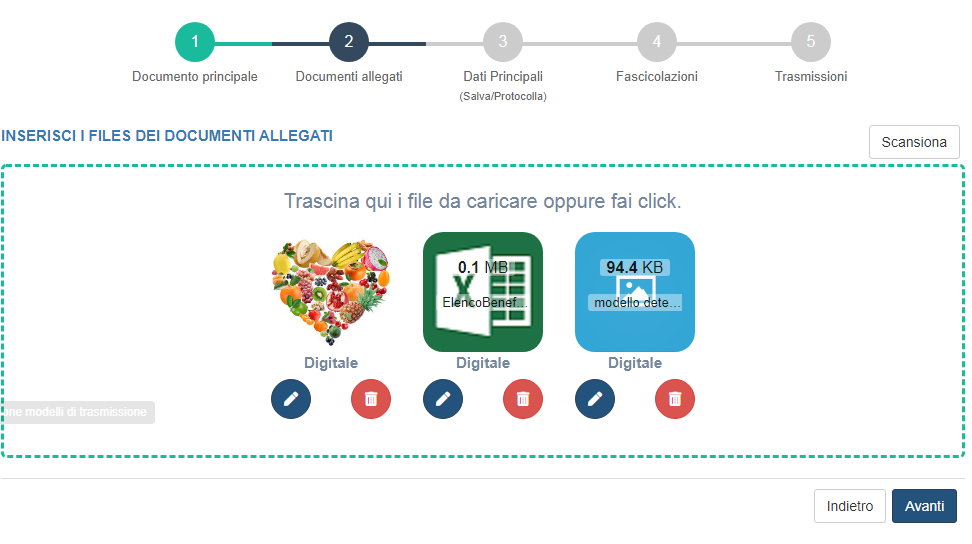 1 2 3 4 5
Documento principale Documenti allegati Dati Principali Fascicolazioni Trasmissioni
(Salva/Protocolla)
INSERISCI I FILES DEI DOCUMENTI ALLEGATI
Scansiona
Trascina qui i file da caricare oppure fai click.
0.1 MB 94.4 KB
ElencoBenef... modello dete...
Digitale Digitale Digitale
one modelli di trasmissione
Indietro Avanti